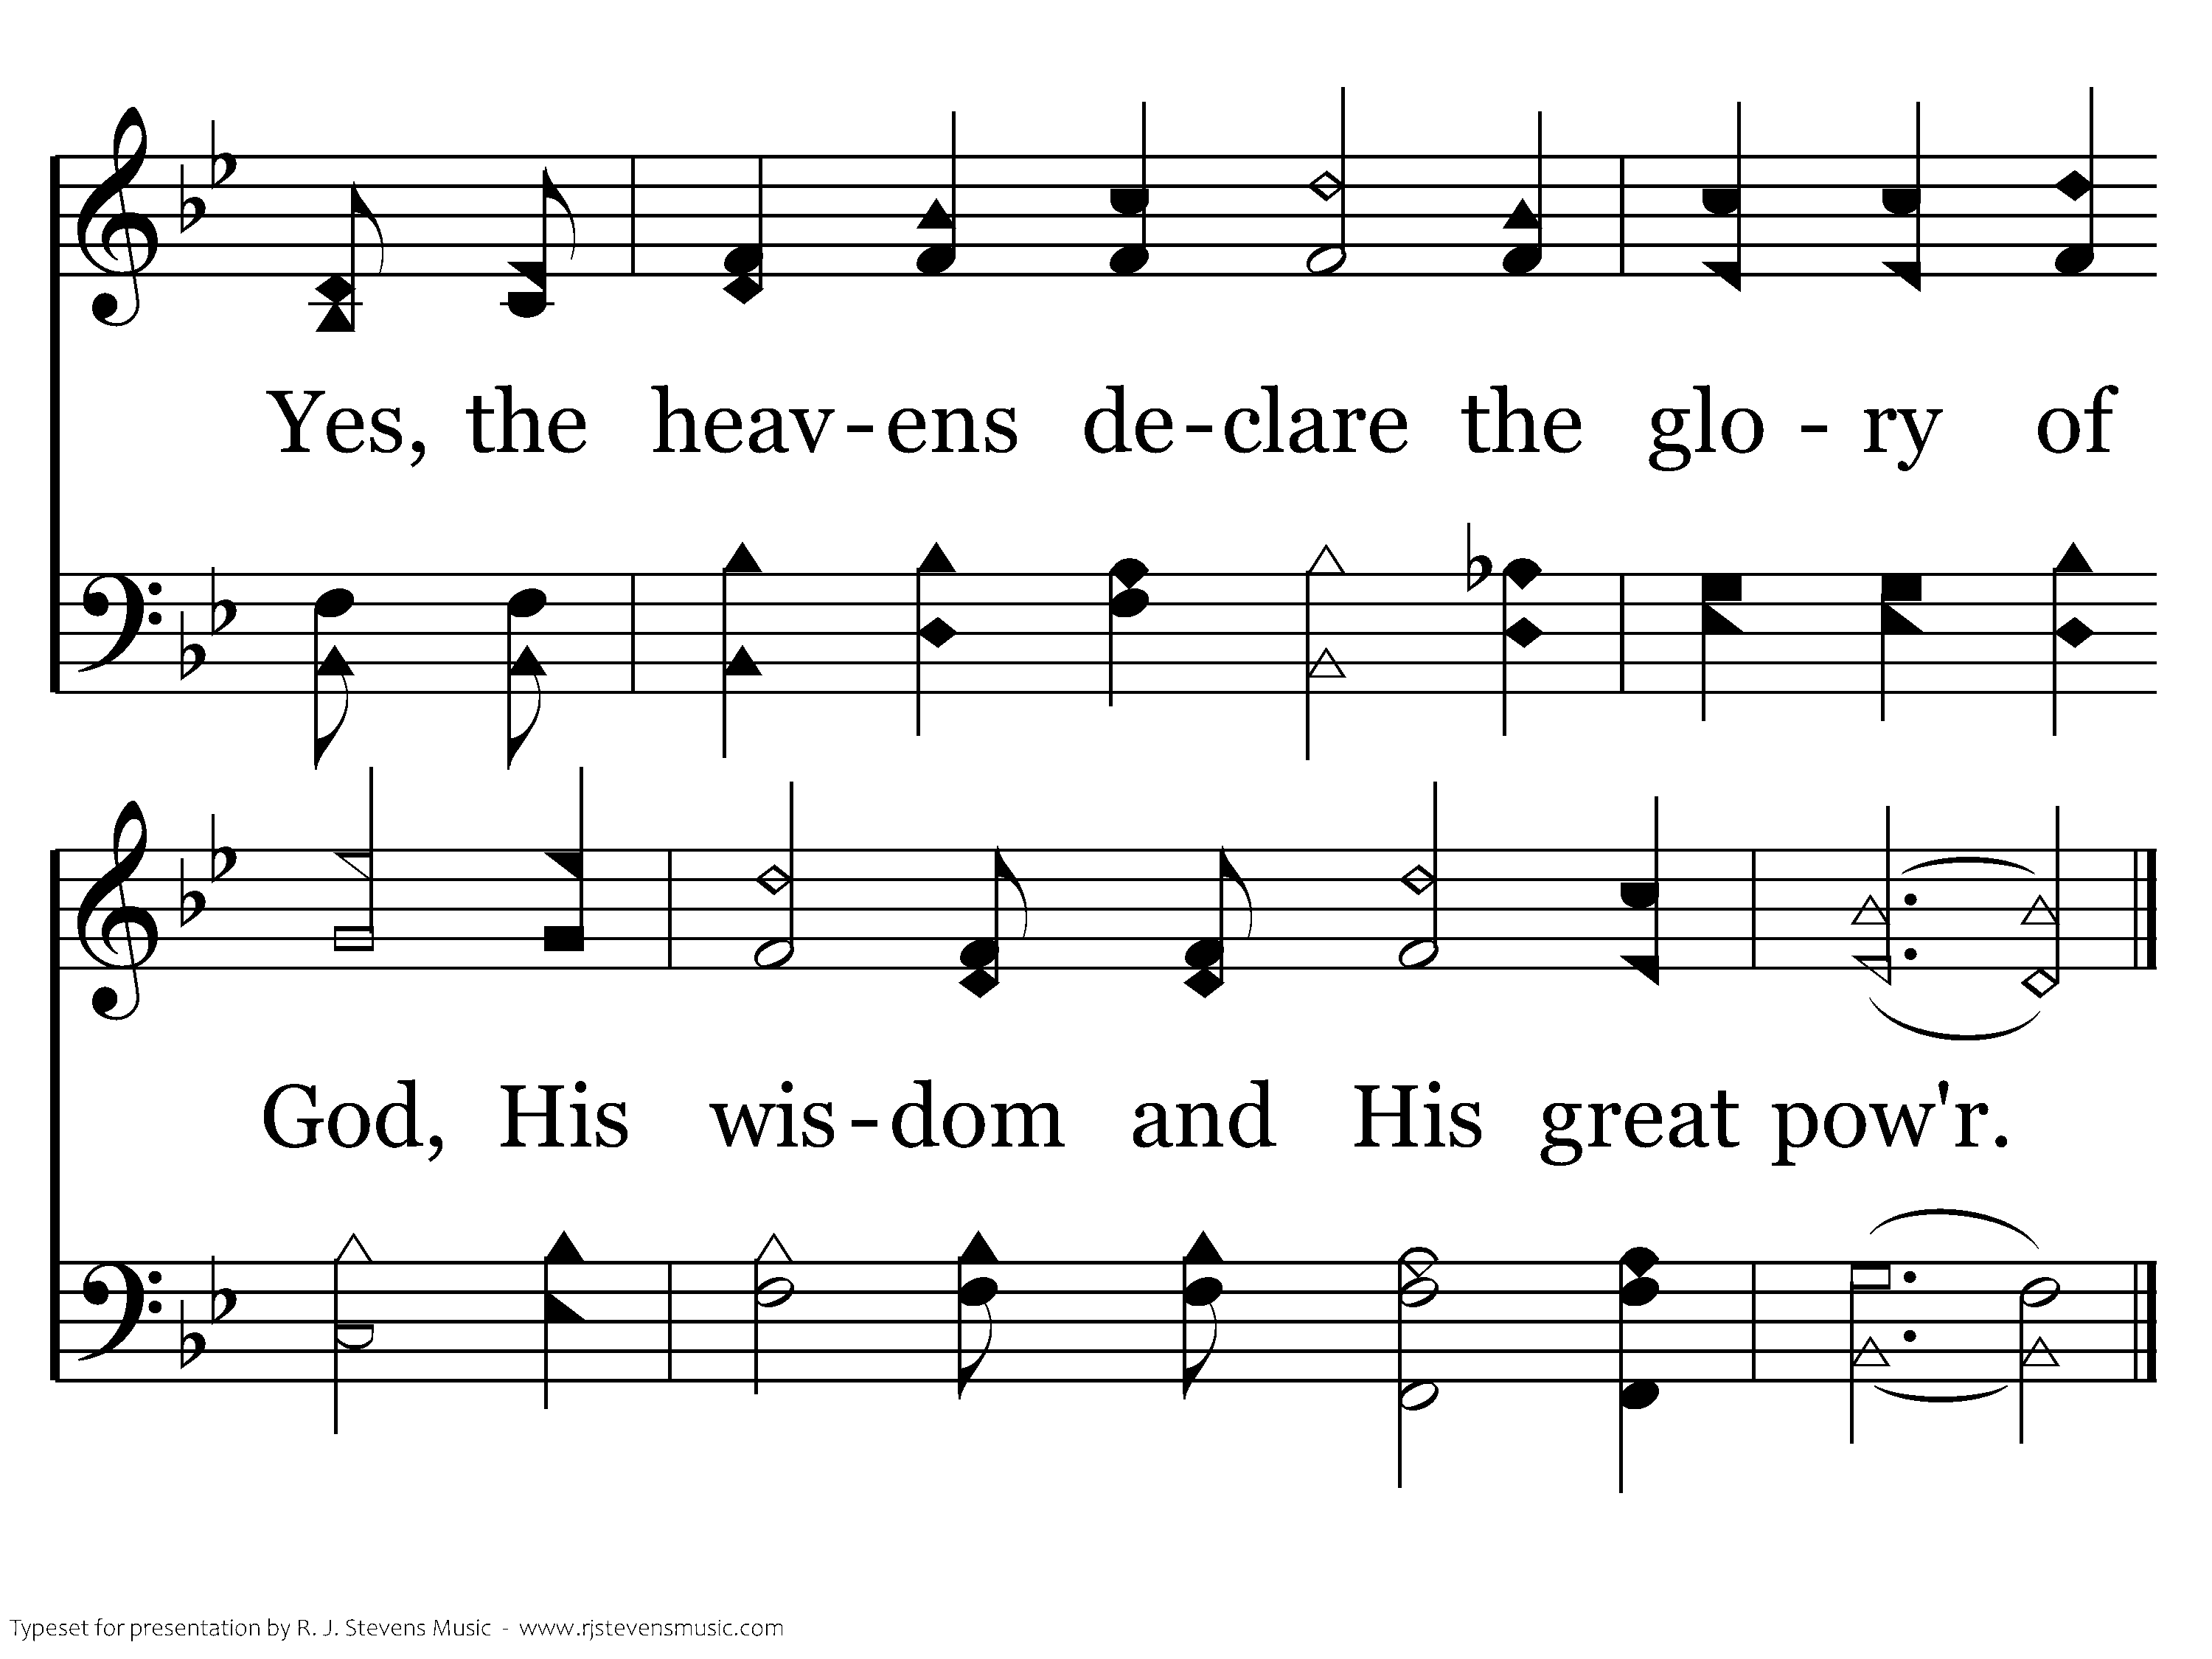 Yes, the heav-ens de-clare the glo - ry of
God, His wis-dom and His great pow'r.
Typeset for presentation by R. J. Stevens Music - www.rjstevensmusic.com